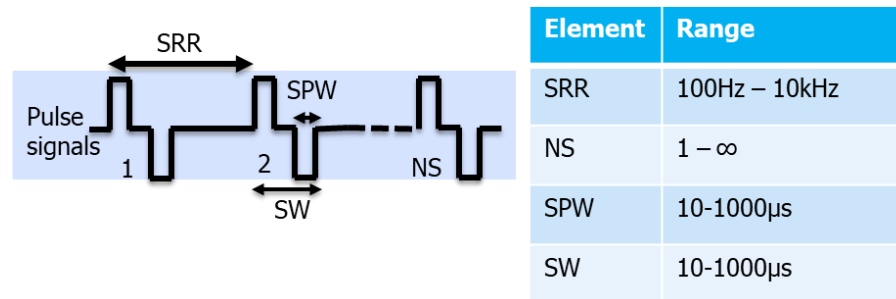 SRR
SPW
Pulse
signals
1
2
NS
SW
Element Range
SRR 100Hz – 10kHz
NS 1 – ∞
SPW 10-1000µs
SW 10-1000µs